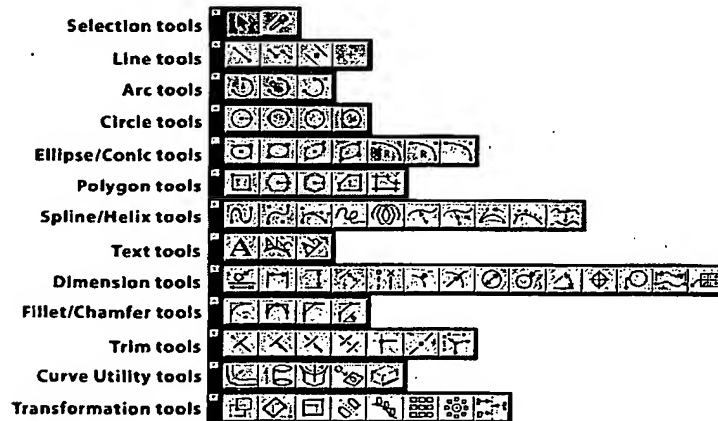 Selection tools
Line tools
Arc tools
Circle tools
Ellipse/Conic tools
Polygon tools
Spline/Helix tools
Text tools
A
Dimension tools
Fillet/Chamfer tools
Trim tools
Curve Utility tools
Transformation tools